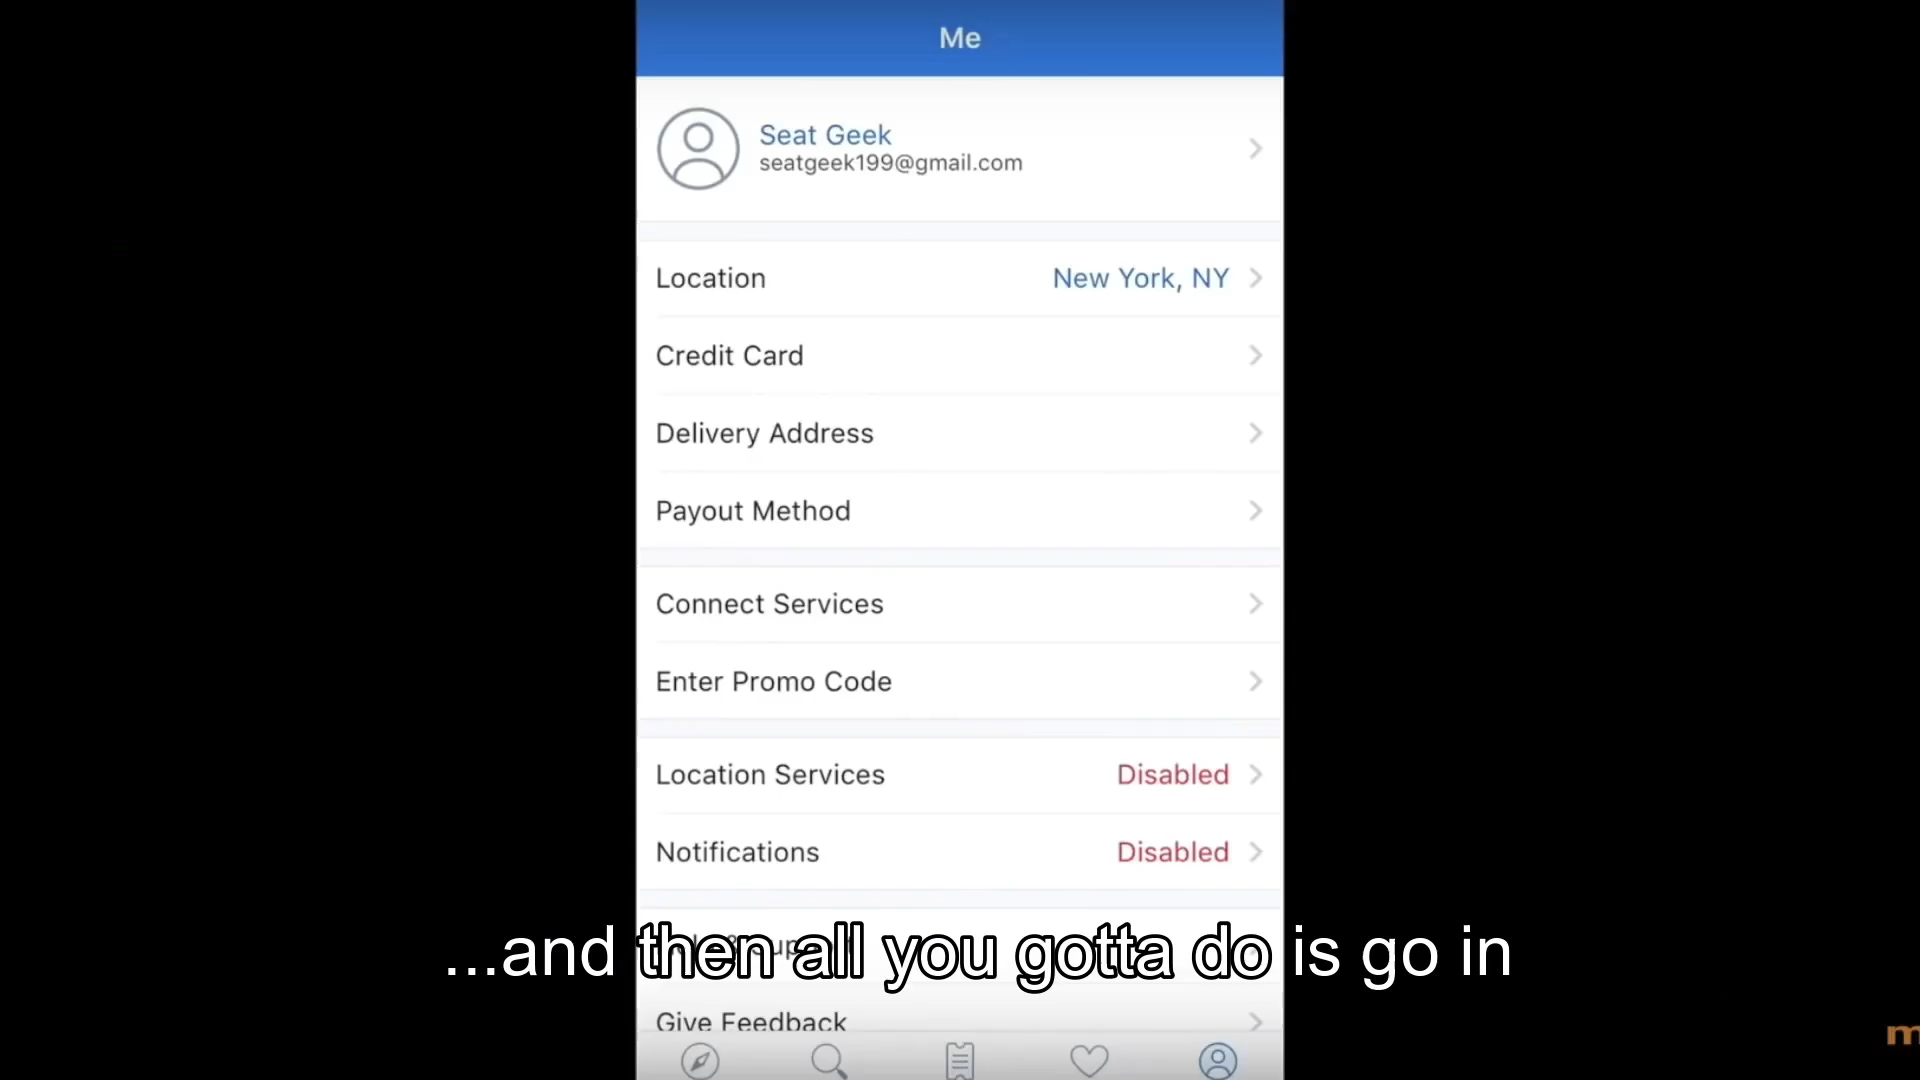 Me
Seat Geek
seatgeek199@gmail.com
Location New York, NY
Credit Card
Delivery Address
Payout Method
Connect Services
Enter Promo Code
Location Services Disabled
Notifications Disabled
...and then all you gotta do is go in
Give Feedback